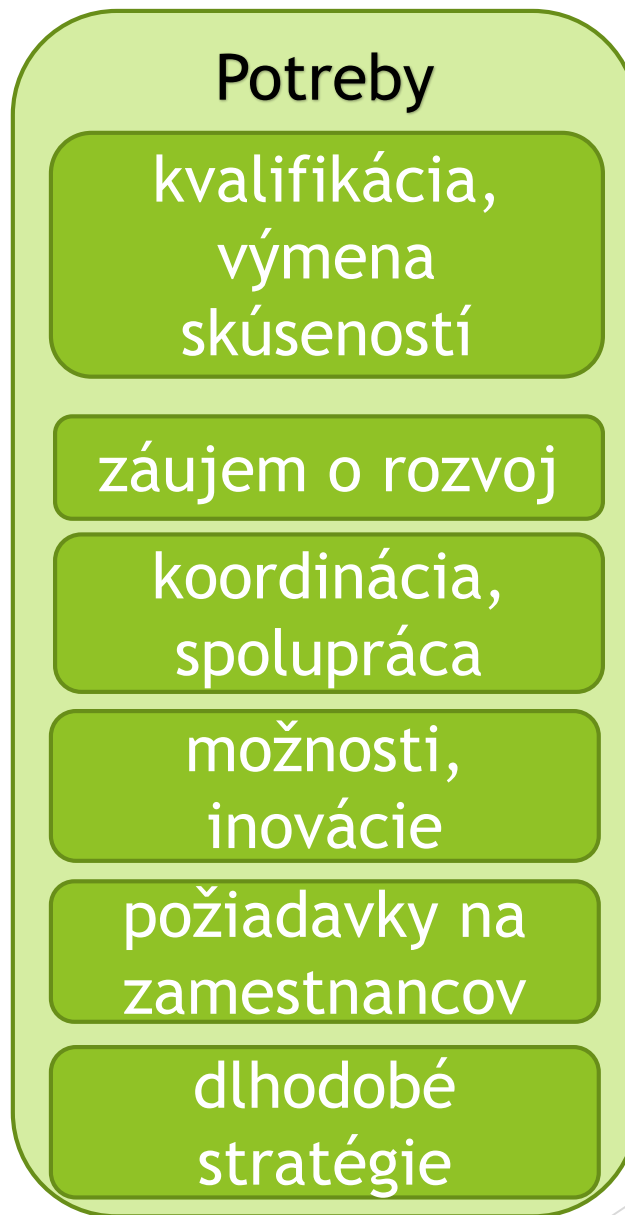 Potreby
kvalifikácia,
výmena
skúseností
záujem o rozvoj
koordinácia,
spolupráca
možnosti,
inovácie
požiadavky na
zamestnancov
dlhodobé
stratégie